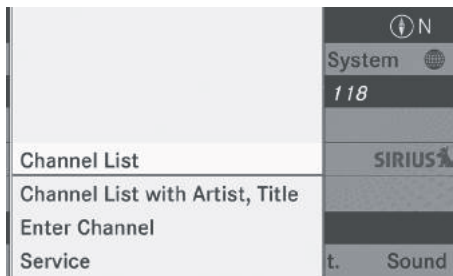 N
System
118
Channel List
SIRIUS
Channel List with Artist, Title
Enter Channel
Service
t. Sound